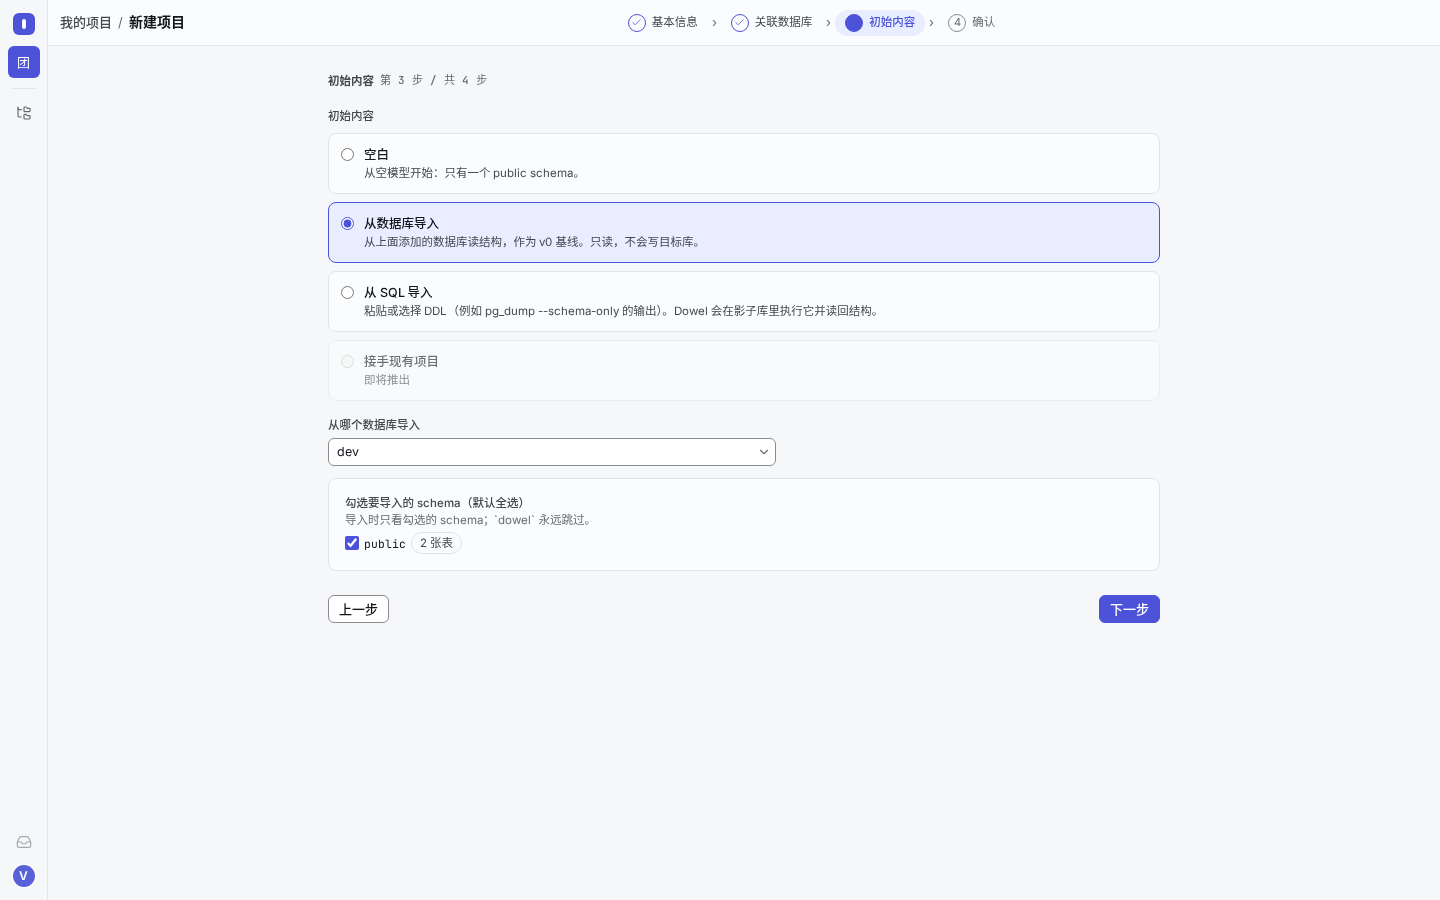 我的项目 / 新建项目
基本信息 › 关联数据库 › 初始内容 › 4 确认
团
初始内容 第 3 步 / 共 4 步
初始内容
空白
从空模型开始：只有一个 public schema。
从数据库导入
从上面添加的数据库读结构，作为 v0 基线。只读，不会写目标库。
从 SQL 导入
粘贴或选择 DDL（例如 pg_dump --schema-only 的输出）。Dowel 会在影子库里执行它并读回结构。
接手现有项目
即将推出
从哪个数据库导入
dev
勾选要导入的 schema（默认全选）
导入时只看勾选的 schema；`dowel` 永远跳过。
public 2 张表
上一步 下一步
V